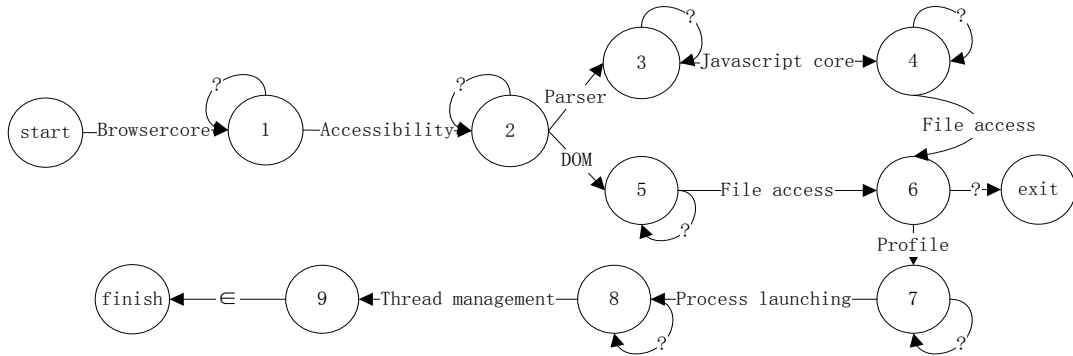 ?
?
3
Javascript core
4
?
?
Parser
start
Browsercore
1
Accessibility
2
File access
DOM
5
File access
6
?
exit
?
Profile
finish
∈
9
Thread management
8
Process launching
7
?
?